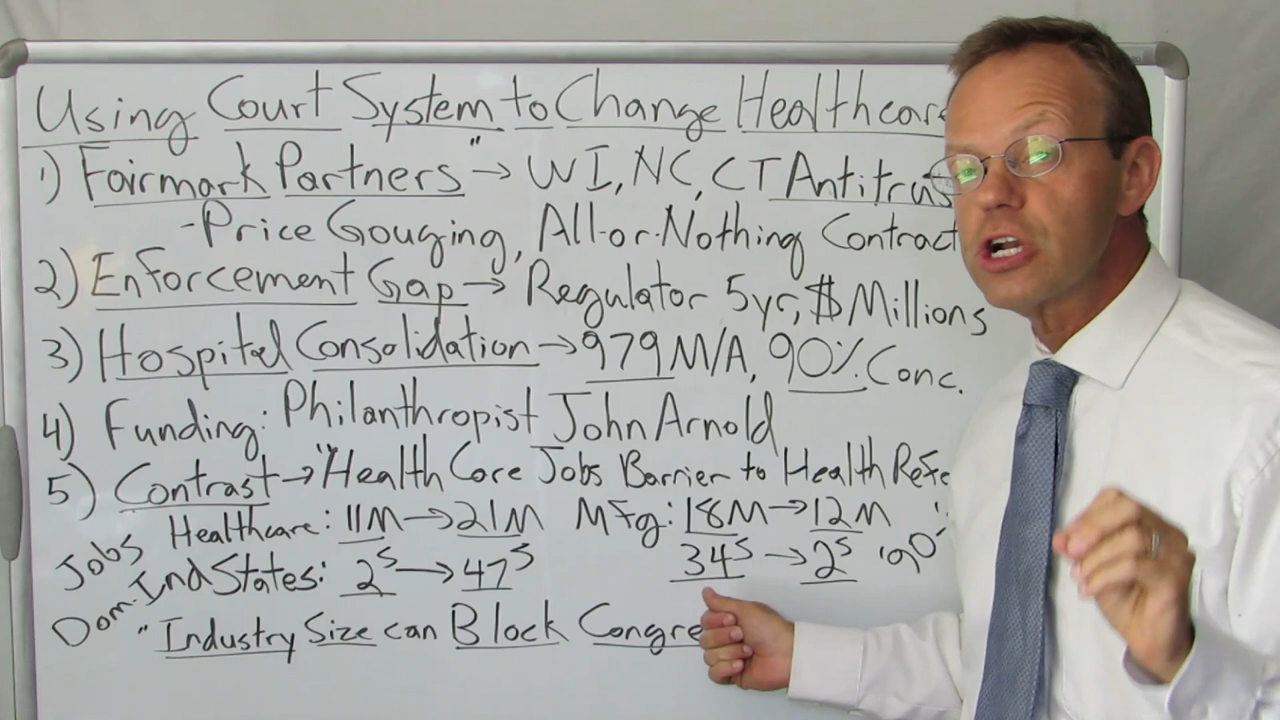 Using Court System to Change Healthcare
1) Fairmark Partners" → WI, NC, CT Antitrus
-Price Gouging, All-or-Nothing Contract
2) Enforcement Gap → Regulator 5yr, $ Millions
3) Hospital Consolidation → 979 M/A, 90% Conc.
4) Funding: Philanthropist John Arnold
5) Contrast → "Health Care Jobs Barrier to Health Refe
Jobs Healthcare: 11M → 21M Mfg: 18M → 12M
Dom. Ind States: 2s → 47s 34s → 2s '90
"Industry Size can Block Congre